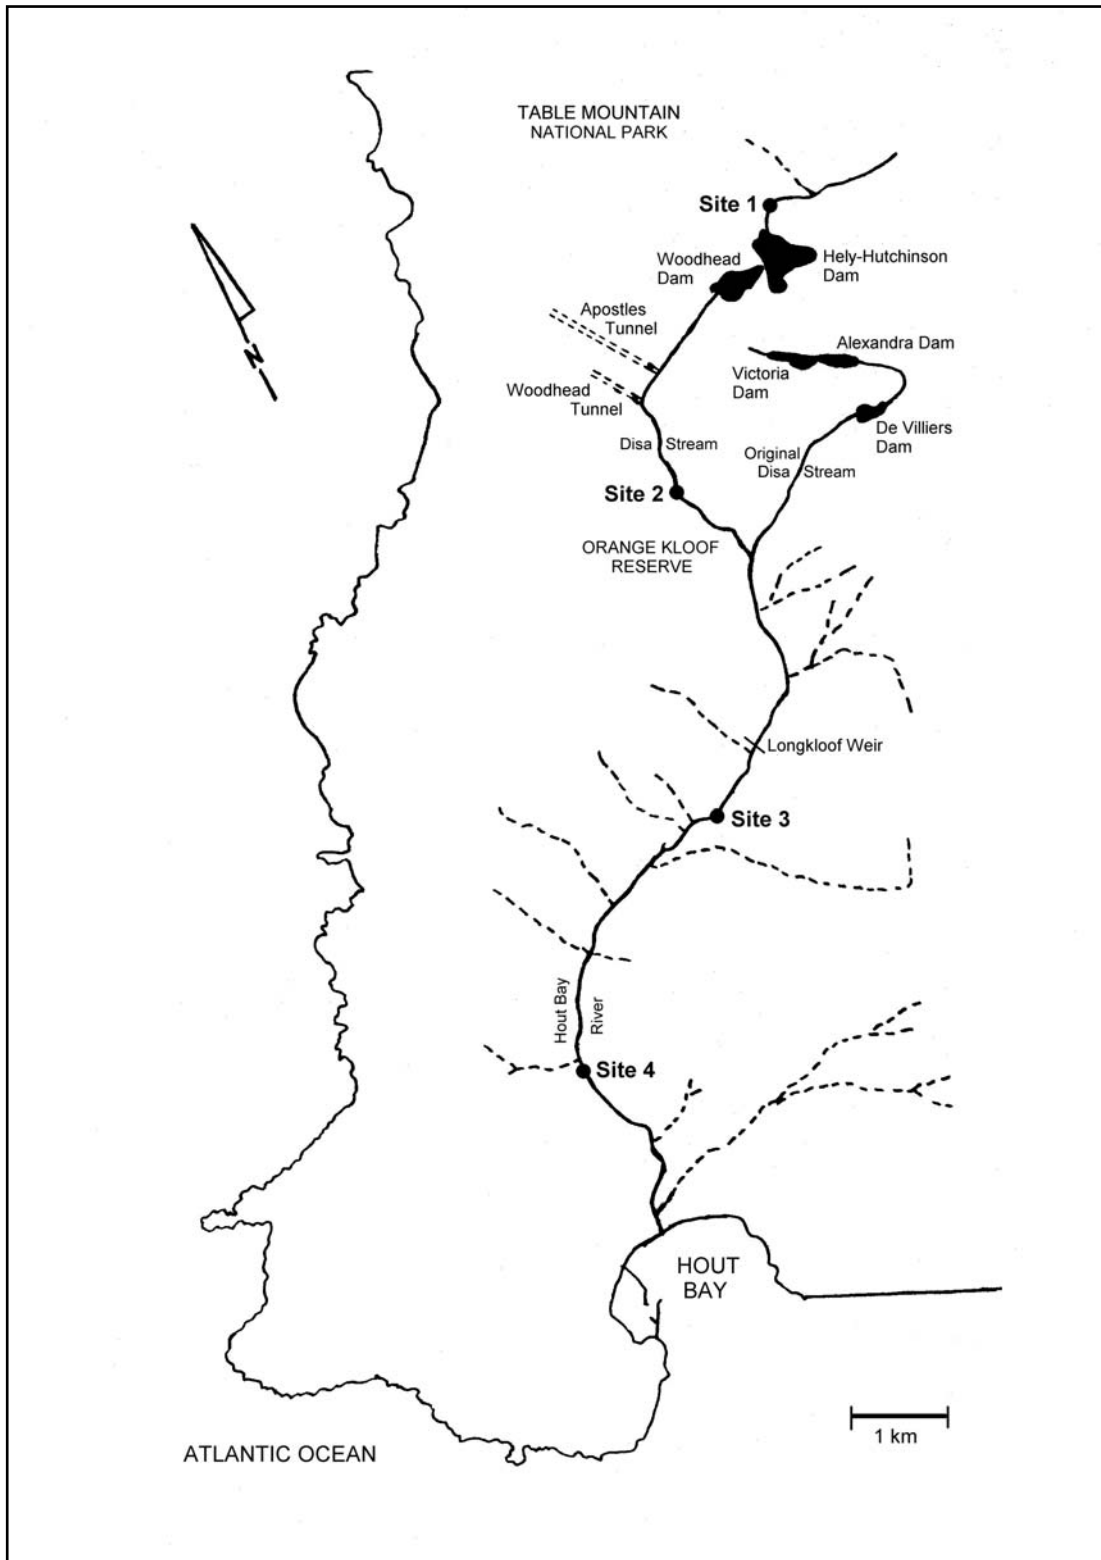 TABLE MOUNTAIN
NATIONAL PARK
Site 1
Woodhead
Dam
Hely-Hutchinson
Dam
Apostles
Tunnel
Alexandra Dam
Victoria
Dam
Woodhead
Tunnel
De Villiers
Dam
Disa Stream
Original
Disa Stream
Site 2
ORANGE KLOOF
RESERVE
N
Longkloof Weir
Site 3
Hout Bay
River
Site 4
HOUT
BAY
1 km
ATLANTIC OCEAN